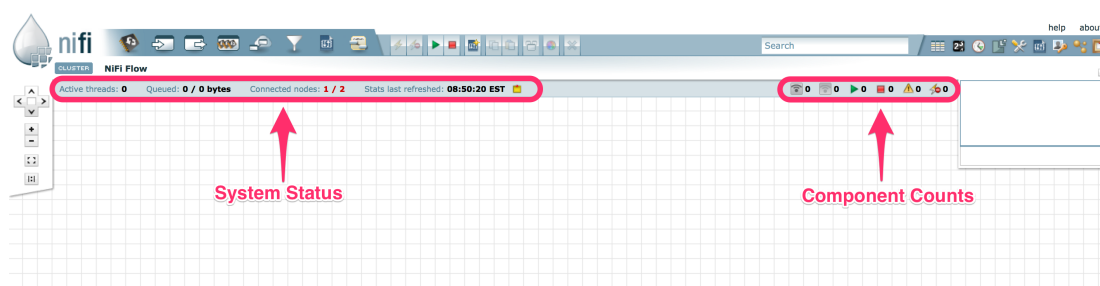 help about
nifi
Search
CLUSTER NiFi Flow
Active threads: 0 Queued: 0 / 0 bytes Connected nodes: 1 / 2 Stats last refreshed: 08:50:20 EST 0 0 0 0 0 0
System Status
Component Counts